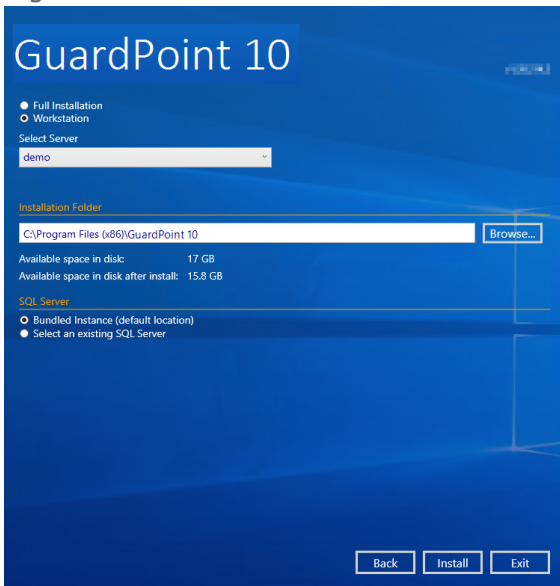 GuardPoint 10
Full Installation
Workstation
Select Server
demo
Installation Folder
C:\Program Files (x86)\GuardPoint 10
Browse...
Available space in disk: 17 GB
Available space in disk after install: 15.8 GB
SQL Server
Bundled Instance (default location)
Select an existing SQL Server
Back Install Exit